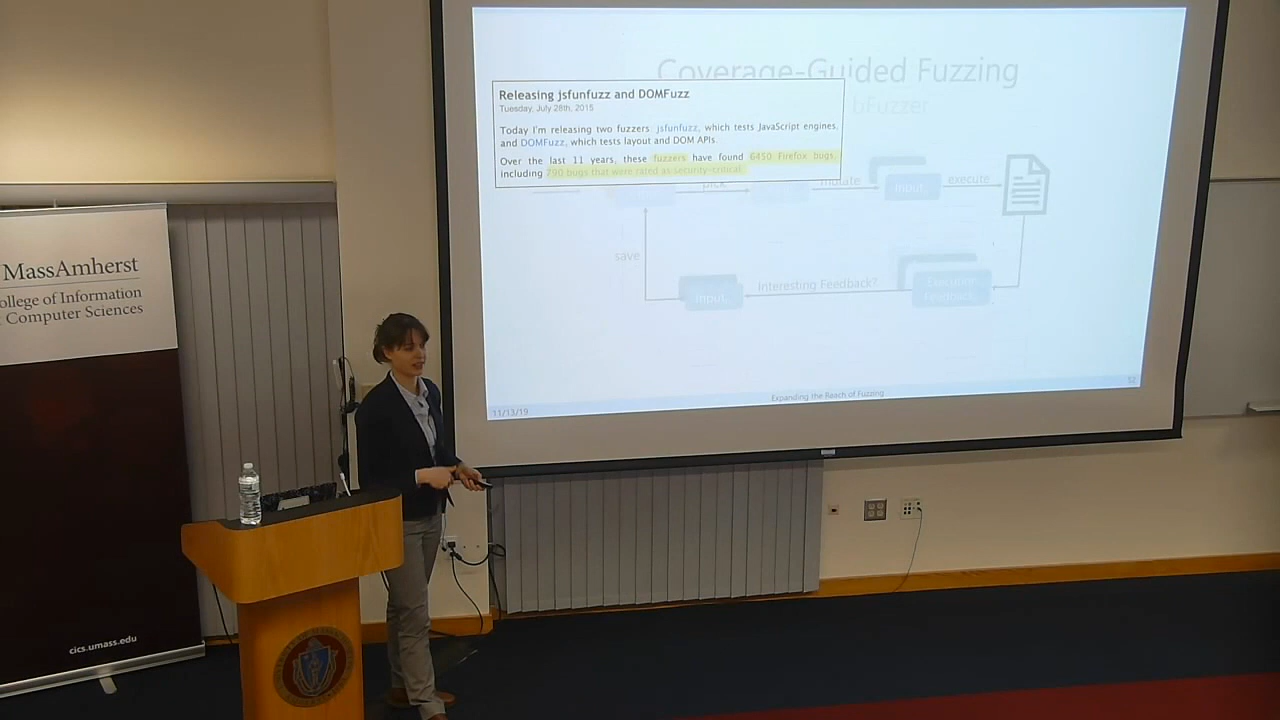 Coverage-Guided Fuzzing
bFuzzer
Releasing jsfunfuzz and DOMFuzz
Tuesday, July 28th, 2015
Today I'm releasing two fuzzers: jsfunfuzz, which tests JavaScript engines,
and DOMFuzz, which tests layout and DOM APIs.
Over the last 11 years, these fuzzers have found 6450 Firefox bugs,
including 790 bugs that were rated as security-critical.
pick
mutate
Input
execute
save
Input
Interesting Feedback?
Execution
Feedback
11/13/19
Expanding the Reach of Fuzzing
52
MassAmherst
ollege of Information
Computer Sciences
cics.umass.edu